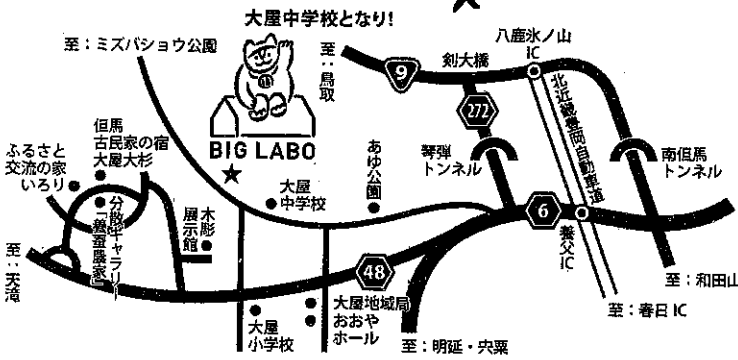 大屋中学校となり!
至:ミズバショウ公園
至:鳥取
9
剣大橋
八鹿氷ノ山
IC
272
北近畿豊岡自動車道
BIG LABO
但馬
古民家の宿
大屋大杉
ふるさと
交流の家
いろり
分散ギャラリー
「養蚕農家」
木彫
展示館
大屋
中学校
あゆ公園
琴弾
トンネル
南但馬
トンネル
6
養父IC
至:天滝
48
大屋
小学校
大屋地域局
おおや
ホール
至:明延・宍粟
至:和田山
至:春日 IC